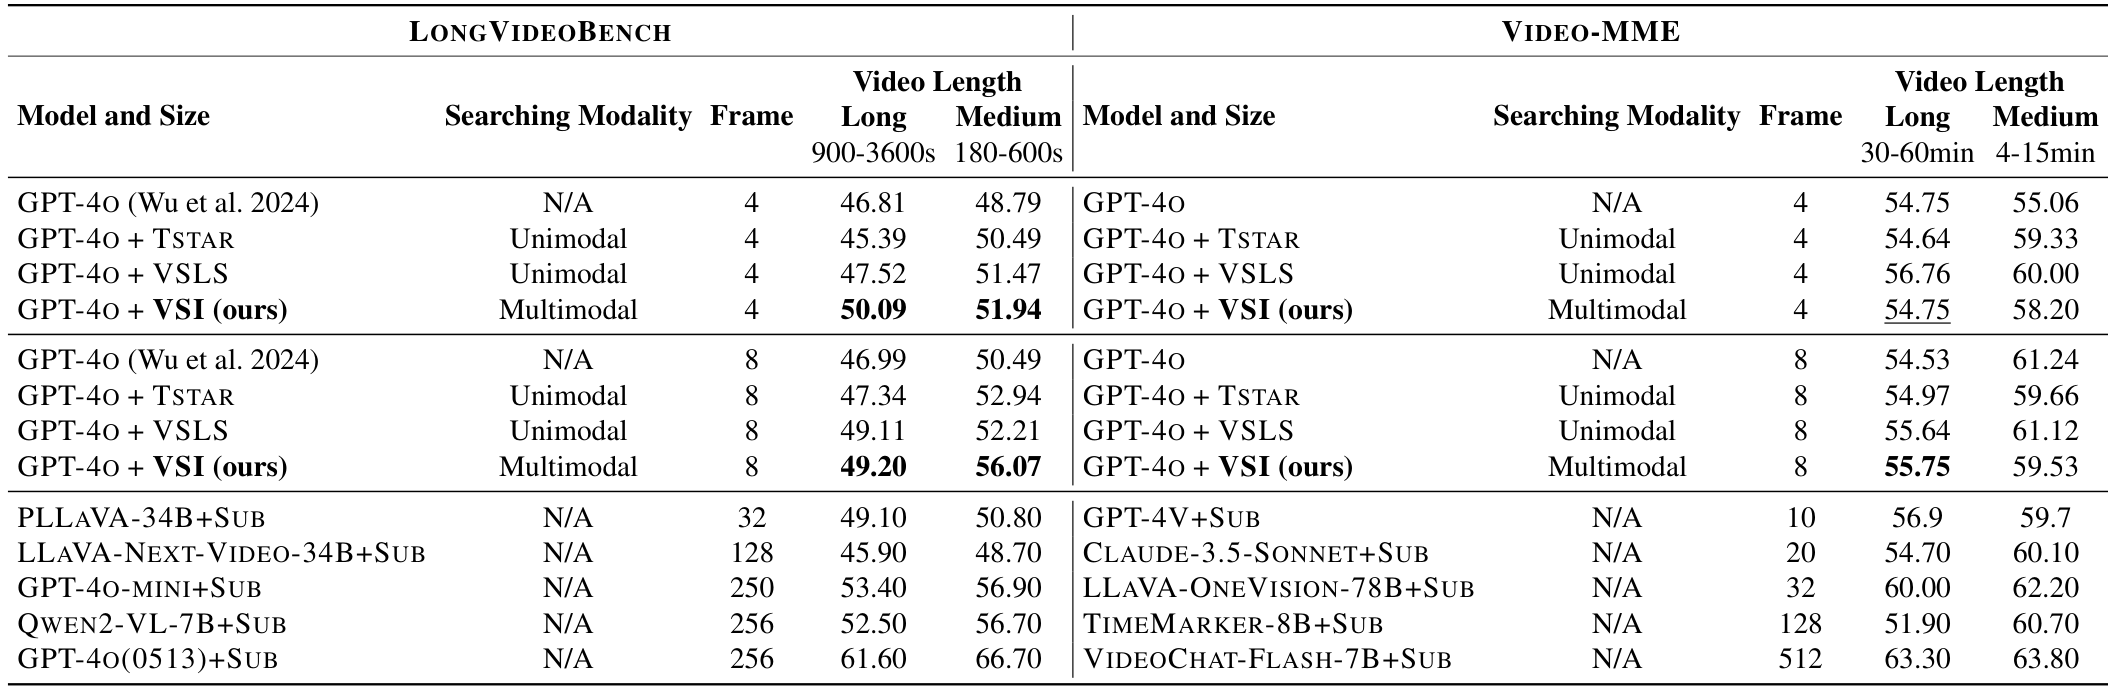 LONGVIDEOBENCH VIDEO-MME
Video Length Video Length
Model and Size Searching Modality Frame Long Medium Model and Size Searching Modality Frame Long Medium
900-3600s 180-600s 30-60min 4-15min
GPT-4O (Wu et al. 2024) N/A 4 46.81 48.79 GPT-4O N/A 4 54.75 55.06
GPT-4O + TSTAR Unimodal 4 45.39 50.49 GPT-4O + TSTAR Unimodal 4 54.64 59.33
GPT-4O + VSLS Unimodal 4 47.52 51.47 GPT-4O + VSLS Unimodal 4 56.76 60.00
GPT-4O + VSI (ours) Multimodal 4 50.09 51.94 GPT-4O + VSI (ours) Multimodal 4 54.75 58.20
GPT-4O (Wu et al. 2024) N/A 8 46.99 50.49 GPT-4O N/A 8 54.53 61.24
GPT-4O + TSTAR Unimodal 8 47.34 52.94 GPT-4O + TSTAR Unimodal 8 54.97 59.66
GPT-4O + VSLS Unimodal 8 49.11 52.21 GPT-4O + VSLS Unimodal 8 55.64 61.12
GPT-4O + VSI (ours) Multimodal 8 49.20 56.07 GPT-4O + VSI (ours) Multimodal 8 55.75 59.53
PLLAVA-34B+SUB N/A 32 49.10 50.80 GPT-4V+SUB N/A 10 56.9 59.7
LLAVA-NEXT-VIDEO-34B+SUB N/A 128 45.90 48.70 CLAUDE-3.5-SONNET+SUB N/A 20 54.70 60.10
GPT-4O-MINI+SUB N/A 250 53.40 56.90 LLAVA-ONEVISION-78B+SUB N/A 32 60.00 62.20
QWEN2-VL-7B+SUB N/A 256 52.50 56.70 TIMEMARKER-8B+SUB N/A 128 51.90 60.70
GPT-4O(0513)+SUB N/A 256 61.60 66.70 VIDEOCHAT-FLASH-7B+SUB N/A 512 63.30 63.80